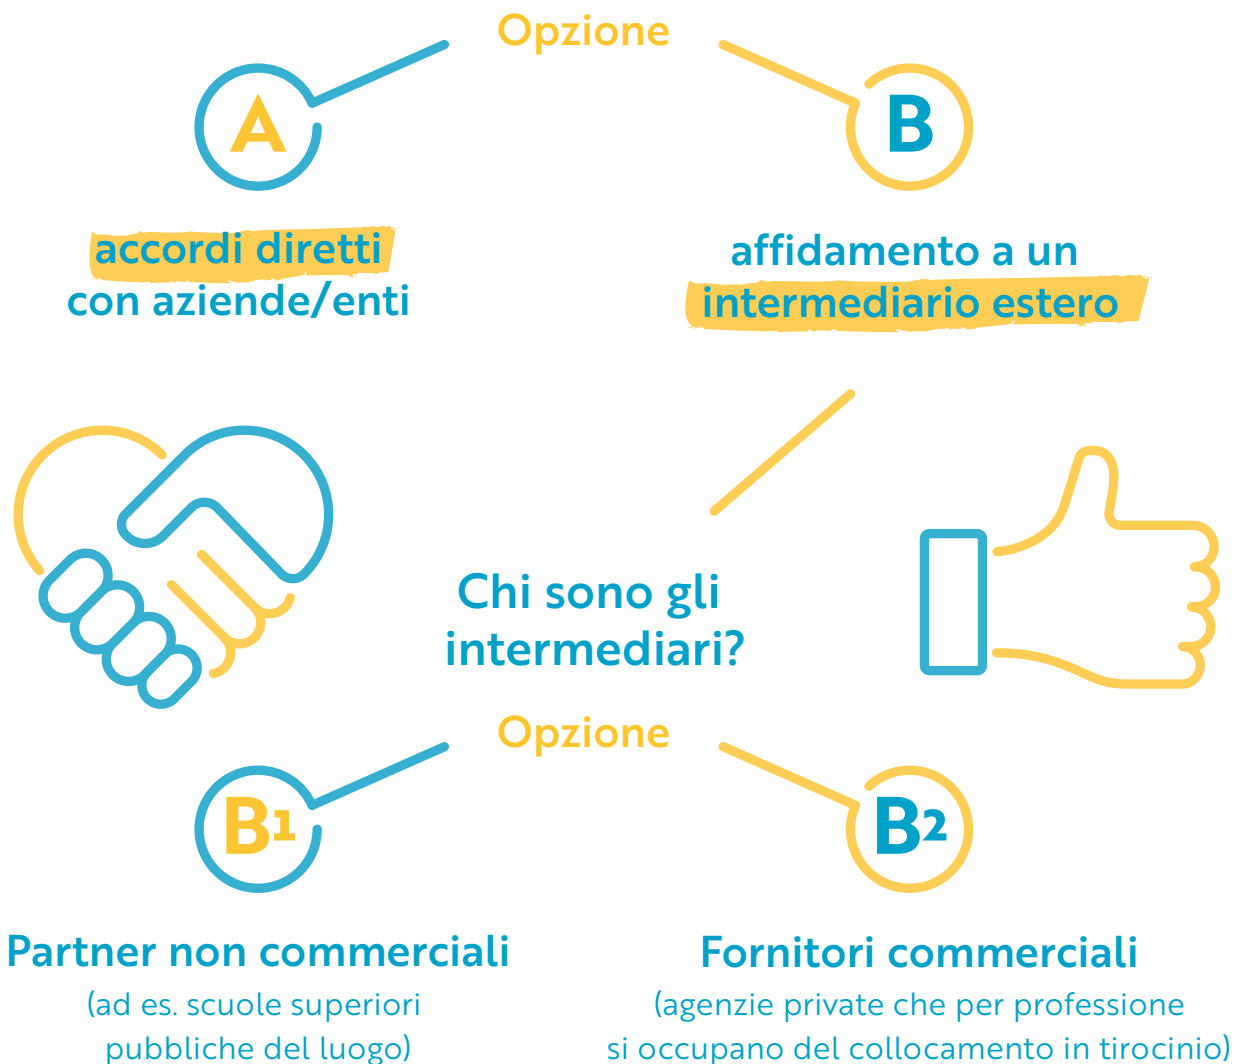 Opzione
A
B
accordi diretti
con aziende/enti
affidamento a un
intermediario estero
Chi sono gli
intermediari?
Opzione
B1
B2
Partner non commerciali
(ad es. scuole superiori
pubbliche del luogo)
Fornitori commerciali
(agenzie private che per professione
si occupano del collocamento in tirocinio)